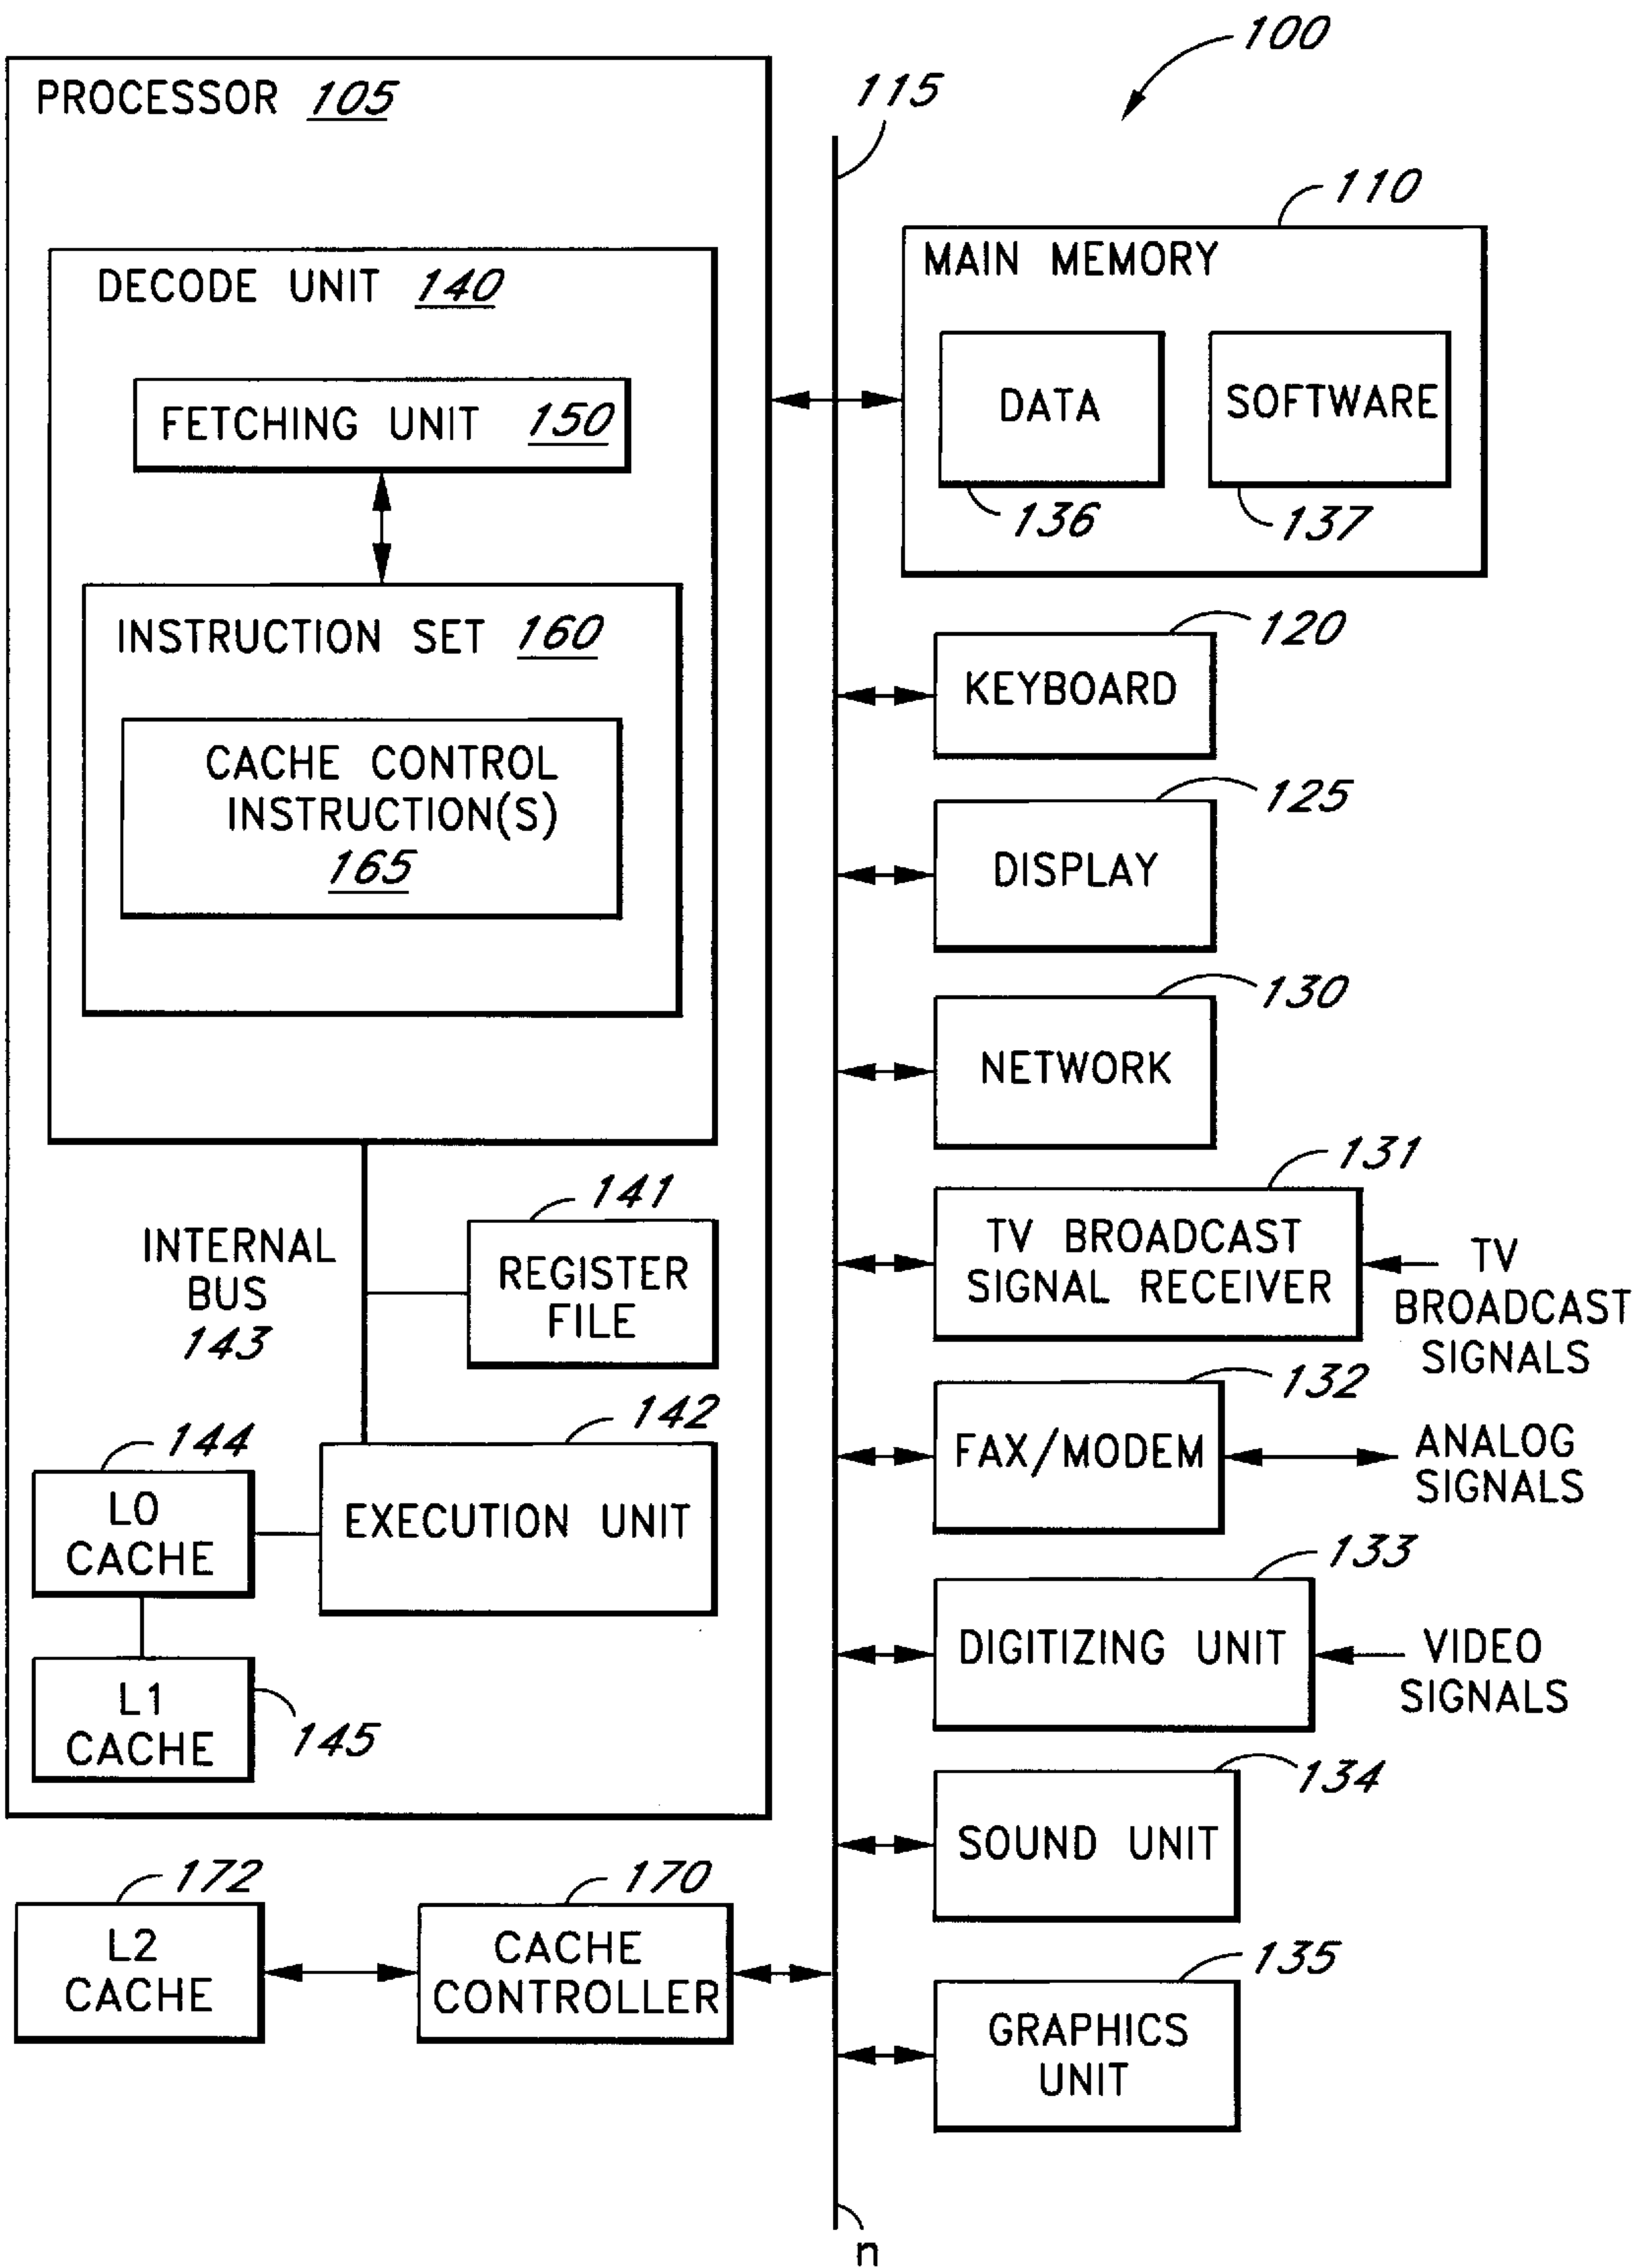 100
PROCESSOR 105
115
110
MAIN MEMORY
DECODE UNIT 140
DATA
SOFTWARE
FETCHING UNIT 150
136
137
INSTRUCTION SET 160
120
KEYBOARD
CACHE CONTROL
INSTRUCTION(S)
165
125
DISPLAY
130
NETWORK
131
TV BROADCAST
SIGNAL RECEIVER
TV
BROADCAST
SIGNALS
141
REGISTER
FILE
INTERNAL
BUS
143
132
FAX/MODEM
ANALOG
SIGNALS
142
EXECUTION UNIT
144
L0
CACHE
133
DIGITIZING UNIT
VIDEO
SIGNALS
L1
CACHE
145
134
SOUND UNIT
172
L2
CACHE
170
CACHE
CONTROLLER
135
GRAPHICS
UNIT
n